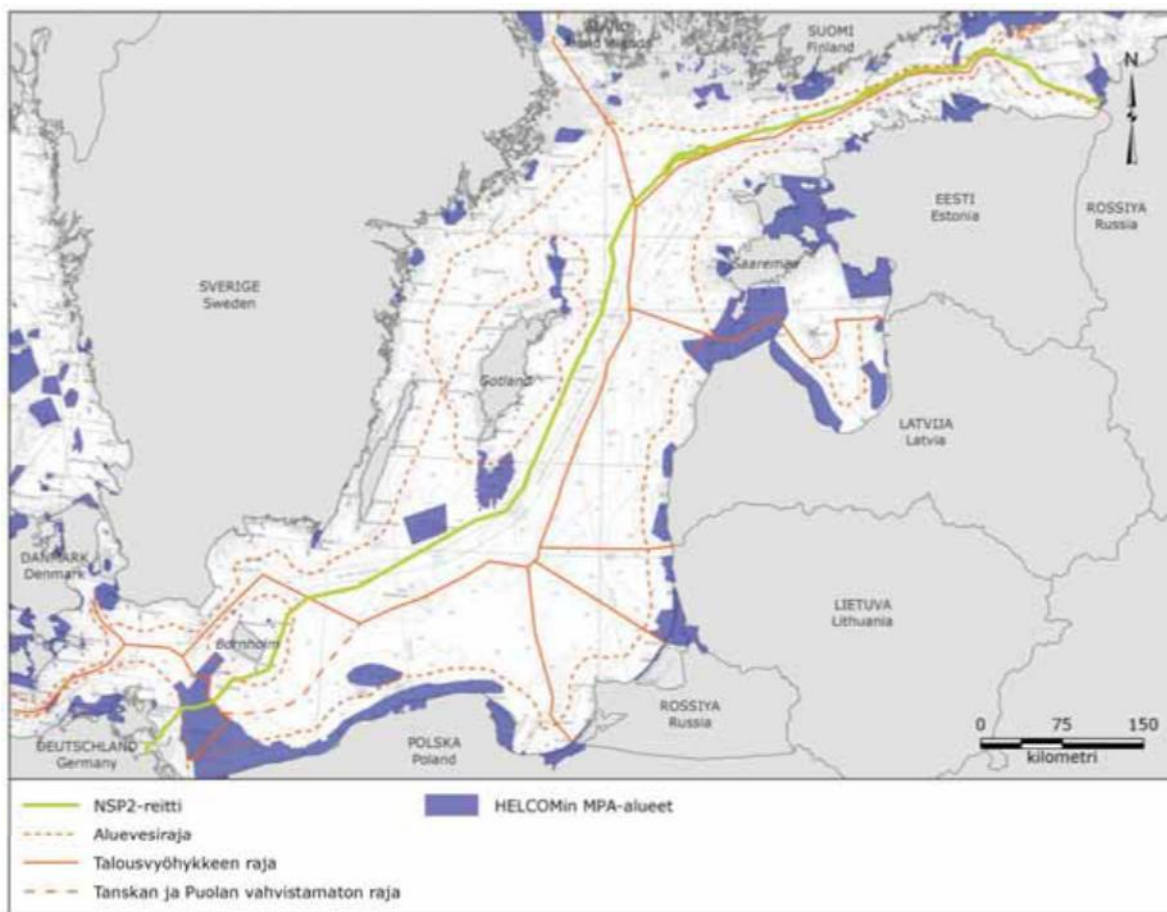 SUOMI
Finland
N
EESTI
Estonia
ROSSIYA
Russia
Saaremaa
SVERIGE
Sweden
Gotland
LATVIJA
Latvia
DANMARK
Denmark
LIETUVA
Lithuania
Bornholm
ROSSIYA
Russia
DEUTSCHLAND
Germany
POLSKA
Poland
0 75 150
kilometri
NSP2-reitti
HELCOMin MPA-alueet
Aluevesiraja
Talousvyöhykkeen raja
Tanskan ja Puolan vahvistamaton raja